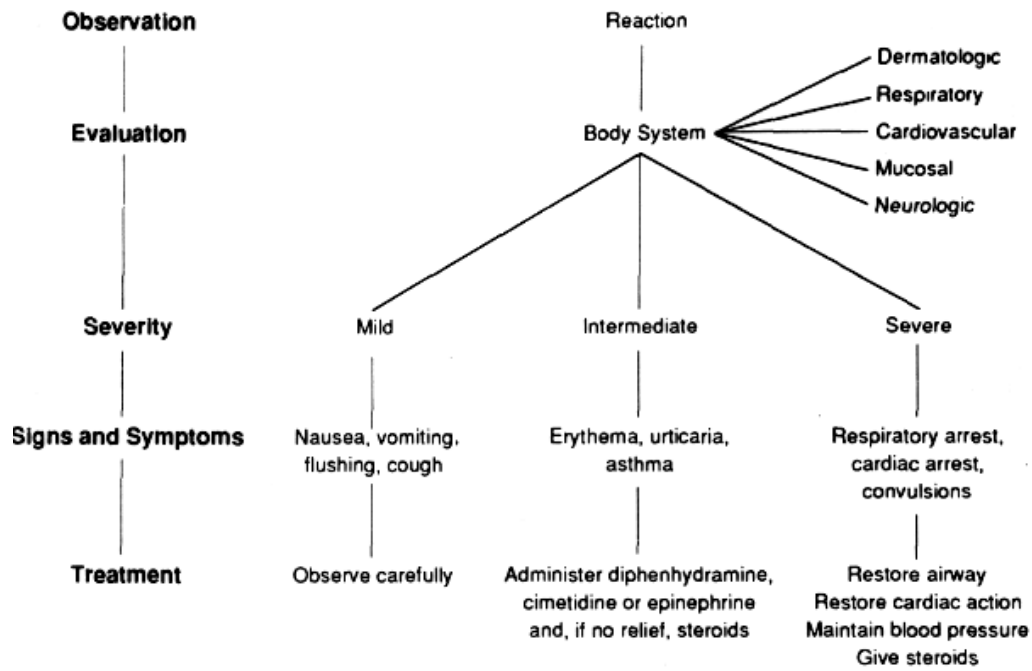 Observation
Reaction
Dermatologic
Respiratory
Evaluation
Body System
Cardiovascular
Mucosal
Neurologic
Severity
Mild
Intermediate
Severe
Signs and Symptoms
Nausea, vomiting,
flushing, cough
Erythema, urticaria,
asthma
Respiratory arrest,
cardiac arrest,
convulsions
Treatment
Observe carefully
Administer diphenhydramine,
cimetidine or epinephrine
and, if no relief, steroids
Restore airway
Restore cardiac action
Maintain blood pressure
Give steroids